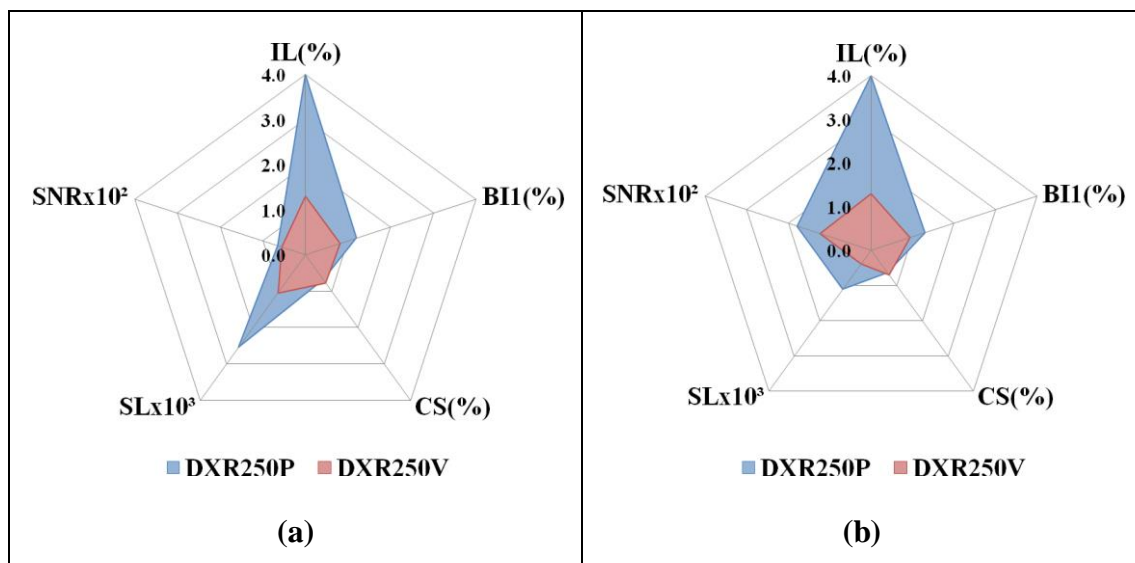 IL(%)
4.0
3.0
2.0
1.0
0.0
SNRx10²
BI1(%)
SLx10³
CS(%)
DXR250P DXR250V
(a)
IL(%)
4.0
3.0
2.0
1.0
0.0
SNRx10²
BI1(%)
SLx10³
CS(%)
DXR250P DXR250V
(b)